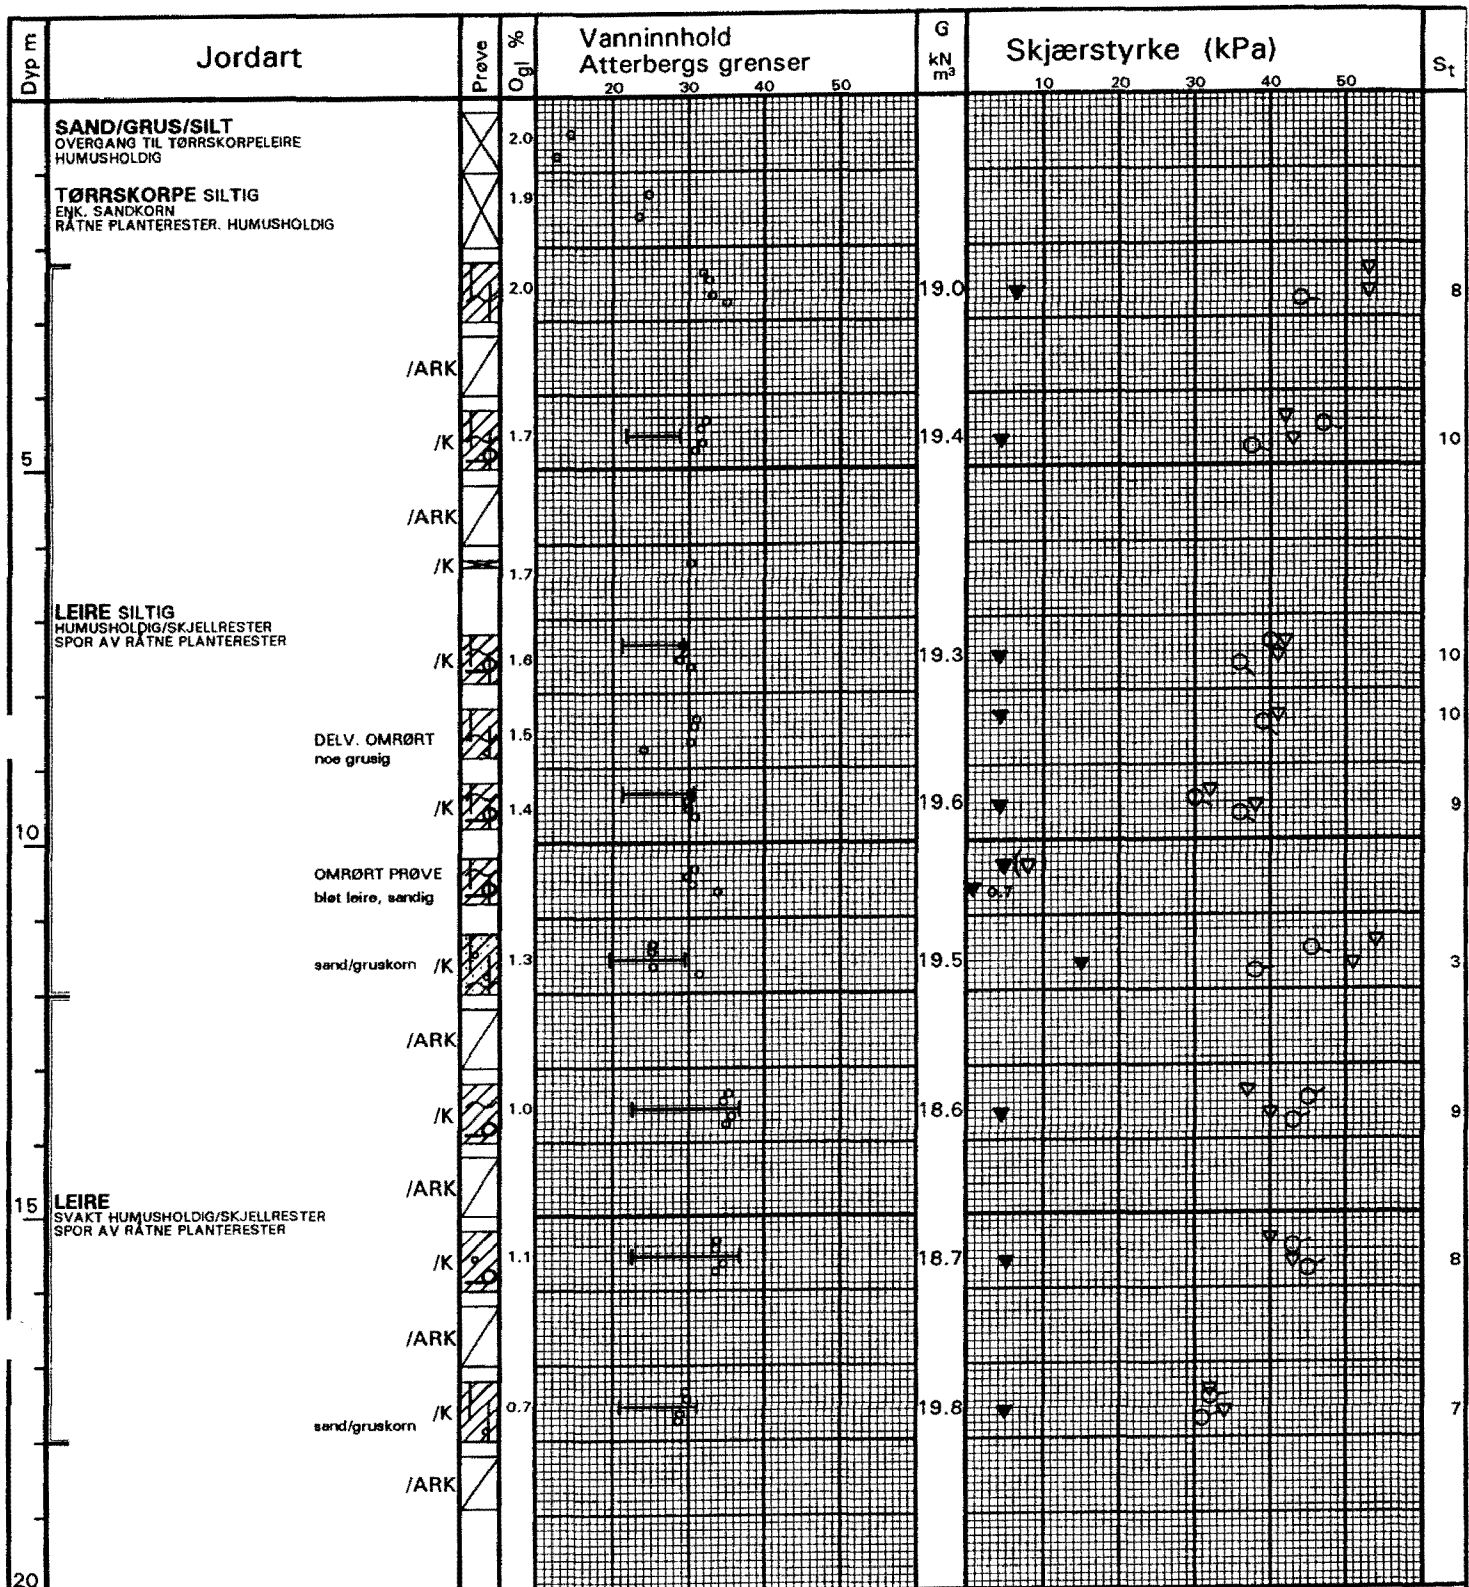 Dyp m
Jordart
Prøve
Ogl %
Vanninnhold
Atterbergs grenser
20 30 40 50
G
kN
m³
Skjærstyrke (kPa)
10 20 30 40 50
St
SAND/GRUS/SILT
OVERGANG TIL TØRRSKORPELEIRE
HUMUSHOLDIG
2.0
TØRRSKORPE SILTIG
ENK. SANDKORN
RÅTNE PLANTERESTER. HUMUSHOLDIG
1.9
2.0 19.0 8
/ARK
/K 1.7 19.4 10
5
/ARK
/K 1.7
LEIRE SILTIG
HUMUSHOLDIG/SKJELLRESTER
SPOR AV RÅTNE PLANTERESTER
/K 1.6 19.3 10
10
DELV. OMRØRT 1.5
noe grusig
/K 1.4 19.6 9
10
OMRØRT PRØVE (
bløt leire, sandig 0.7
sand/gruskorn /K 1.3 19.5 3
/ARK
/K 1.0 18.6 9
/ARK
15
LEIRE
SVAKT HUMUSHOLDIG/SKJELLRESTER
SPOR AV RÅTNE PLANTERESTER
/K 1.1 18.7 8
/ARK
/K 0.7 19.8 7
sand/gruskorn
/ARK
20